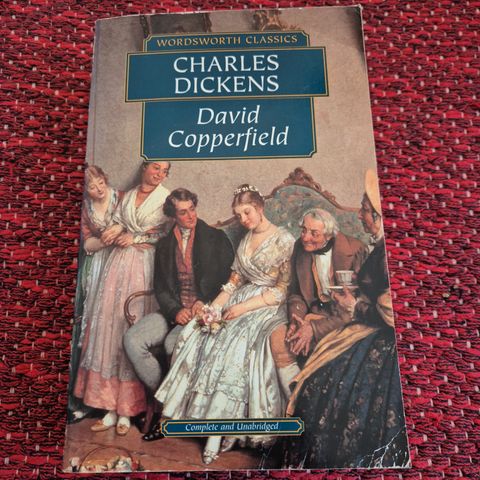 WORDSWORTH CLASSICS
CHARLES
DICKENS
David
Copperfield
Complete and Unabridged